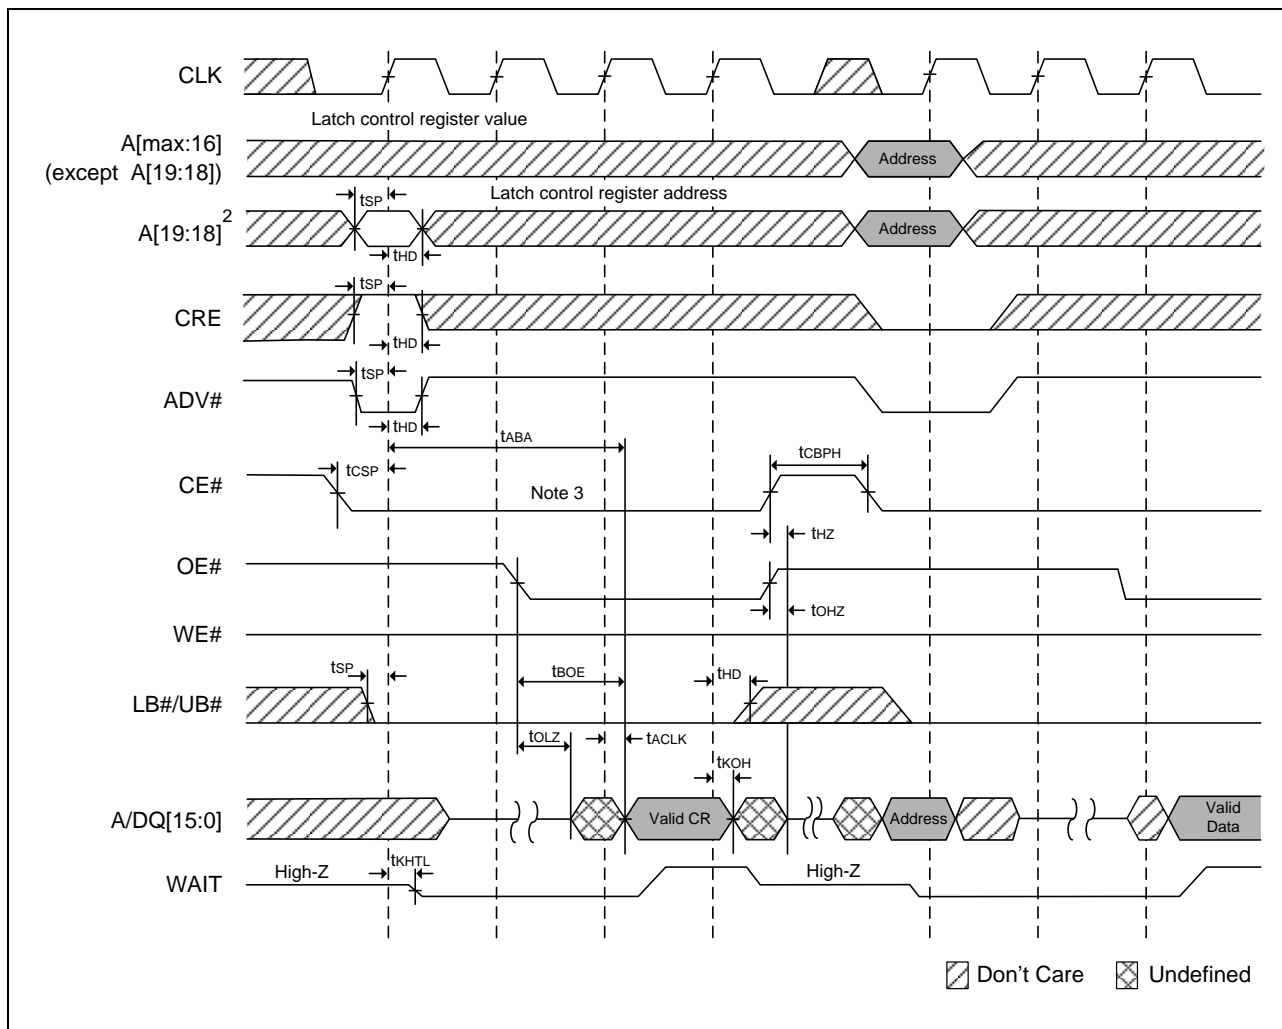 CLK
Latch control register value
A[max:16]
(except A[19:18])
Address
tSP
Latch control register address
A[19:18]2
Address
tHD
tSP
CRE
tHD
tSP
ADV#
tHD
tABA
tCSP
tCBPH
CE#
Note 3
tHZ
OE#
tOHZ
WE#
tSP
tBOE
tHD
LB#/UB#
tOLZ
tACLK
tKOH
A/DQ[15:0]
Valid CR
Address
Valid
Data
tKHTL
WAIT
High-Z
High-Z
Don't Care
Undefined